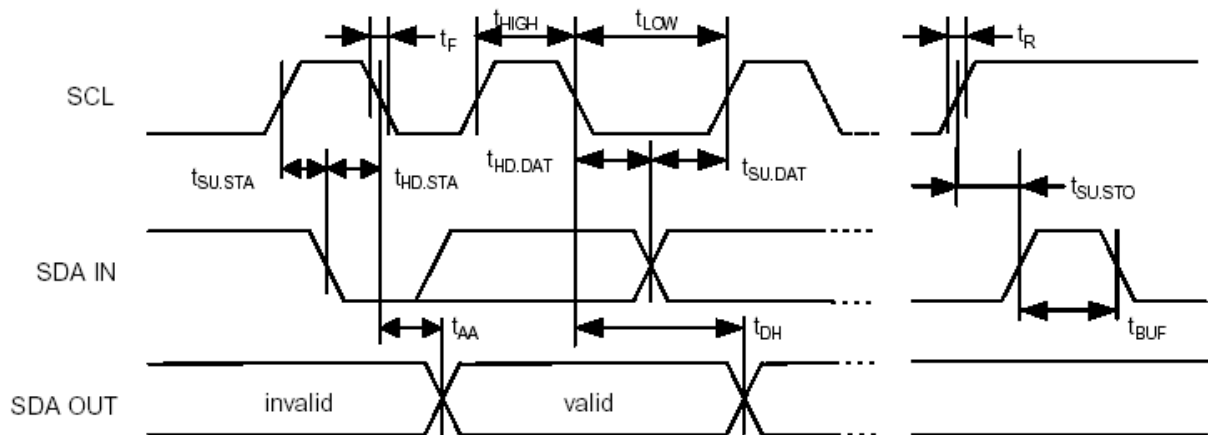 tF
tHIGH
tLOW
tR
SCL
tSU.STA
tHD.STA
tHD.DAT
tSU.DAT
tSU.STO
SDA IN
tAA
tDH
tBUF
SDA OUT
invalid
valid